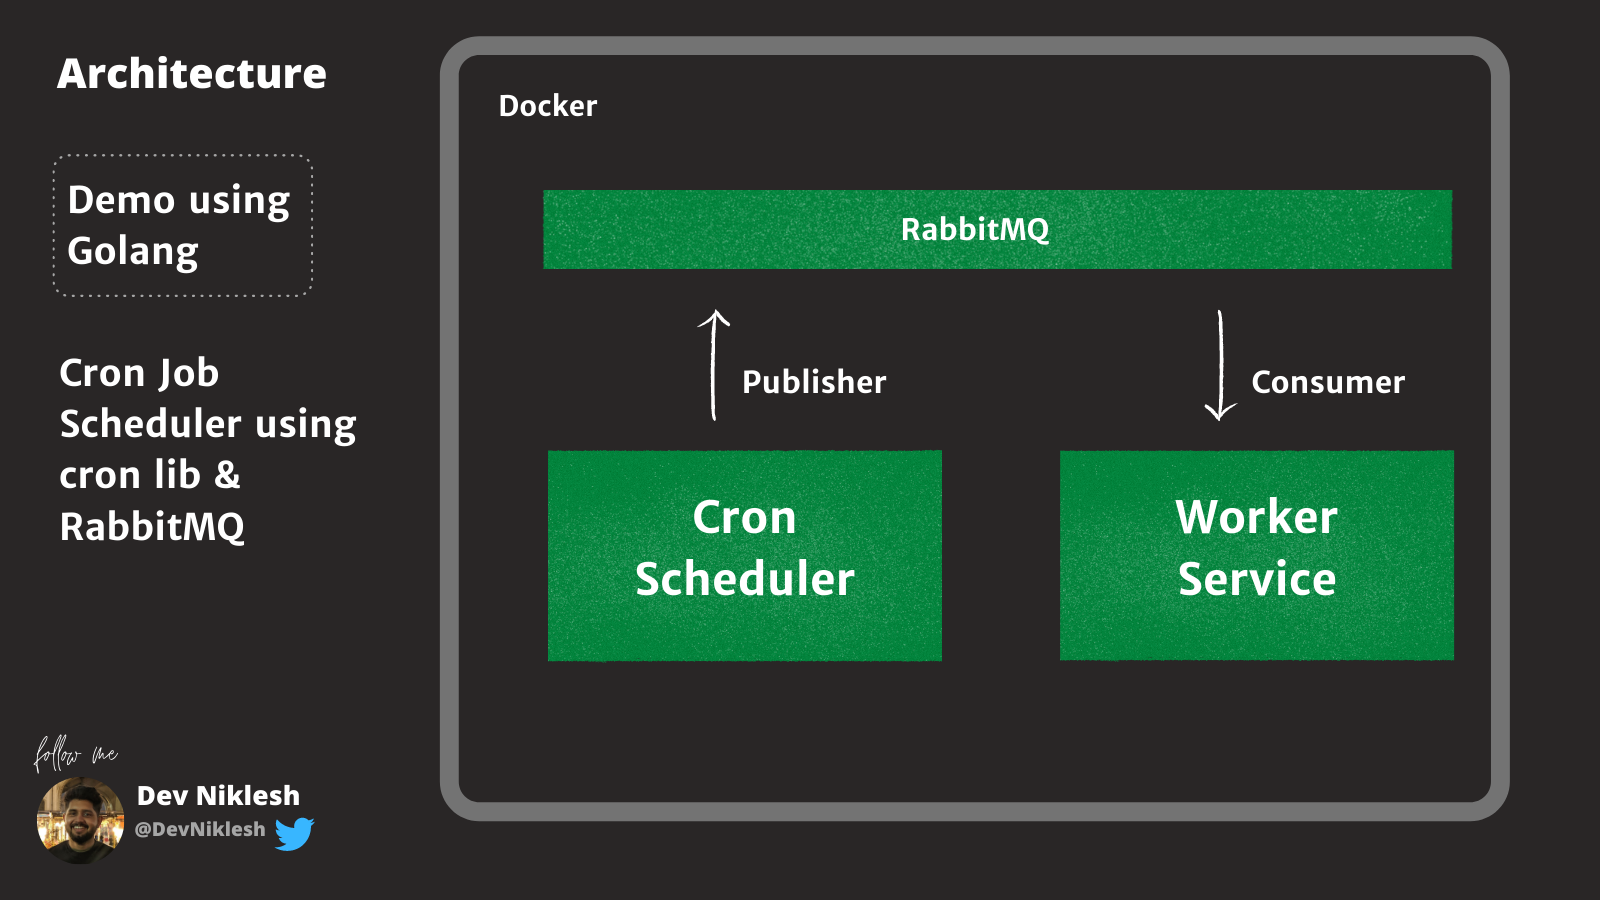 Architecture
Demo using
Golang
Cron Job
Scheduler using
cron lib &
RabbitMQ
Docker
RabbitMQ
Publisher
Consumer
Cron
Scheduler
Worker
Service
follow me
Dev Niklesh
@DevNiklesh